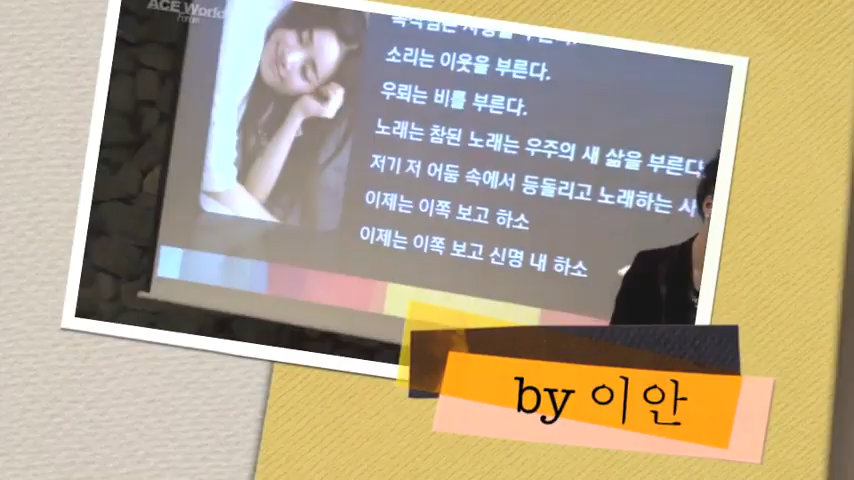 ACE World
Forum
소리는 이웃을 부른다.
우뢰는 비를 부른다.
노래는 참된 노래는 우주의 새 삶을 부른다
저기 저 어둠 속에서 등돌리고 노래하는
이제는 이쪽 보고 하소
이제는 이쪽 보고 신명 내 하소
by 이안